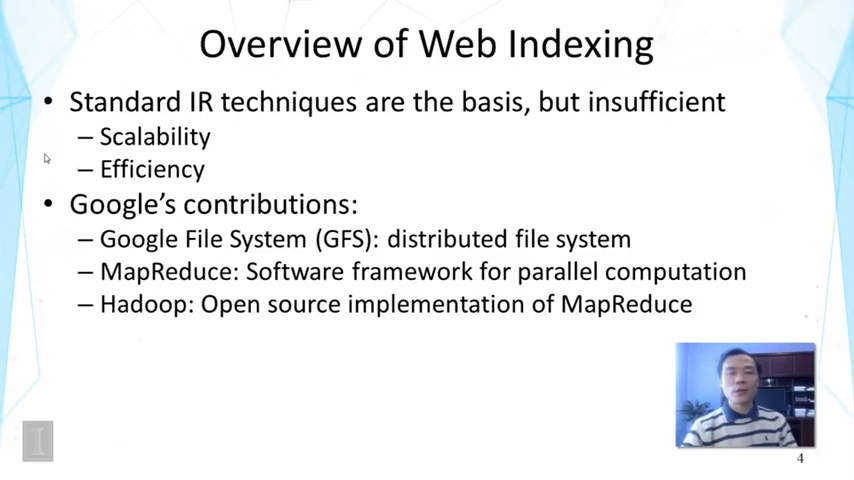 Overview of Web Indexing
• Standard IR techniques are the basis, but insufficient
– Scalability
– Efficiency
• Google's contributions:
– Google File System (GFS): distributed file system
– MapReduce: Software framework for parallel computation
– Hadoop: Open source implementation of MapReduce
I
4